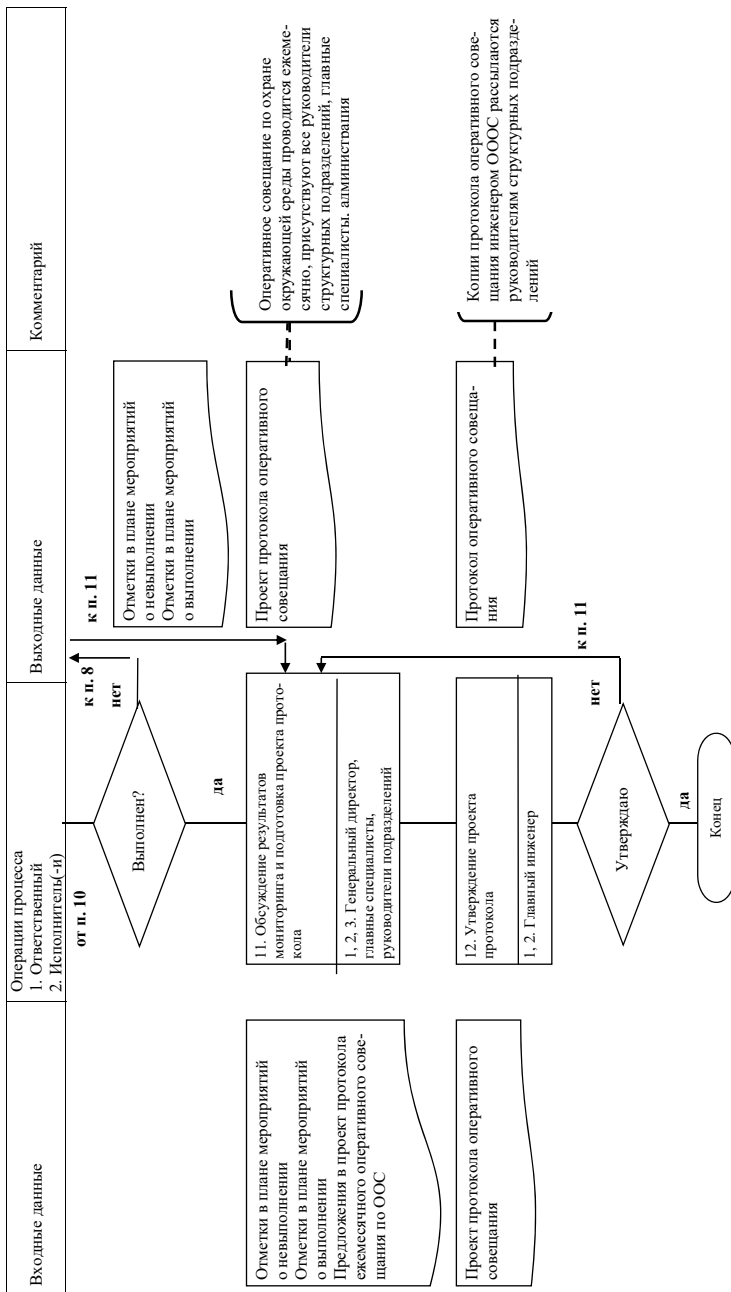 Входные данные
Операции процесса
1. Ответственный
2. Исполнитель(-и)
Выходные данные
Комментарий
от п. 10
Выполнен?
к п. 8
нет
да
к п. 11
Отметки в плане мероприятий
о невыполнении
Отметки в плане мероприятий
о выполнении
Отметки в плане мероприятий
о невыполнении
Отметки в плане мероприятий
о выполнении
Предложения в проект протокола
ежемесячного оперативного сове-
щания по ООС
11. Обсуждение результатов
мониторинга и подготовка проекта прото-
кола
1, 2, 3. Генеральный директор,
главные специалисты,
руководители подразделений
Проект протокола оперативного
совещания
Оперативное совещание по охране
окружающей среды проводится ежеме-
сячно, присутствуют все руководители
структурных подразделений, главные
специалисты. администрация
Проект протокола оперативного
совещания
12. Утверждение проекта
протокола
1, 2. Главный инженер
Протокол оперативного совеща-
ния
Копии протокола оперативного сове-
щания инженером ОООС рассылаются
руководителям структурных подразде-
лений
Утверждаю
нет
к п. 11
да
Конец